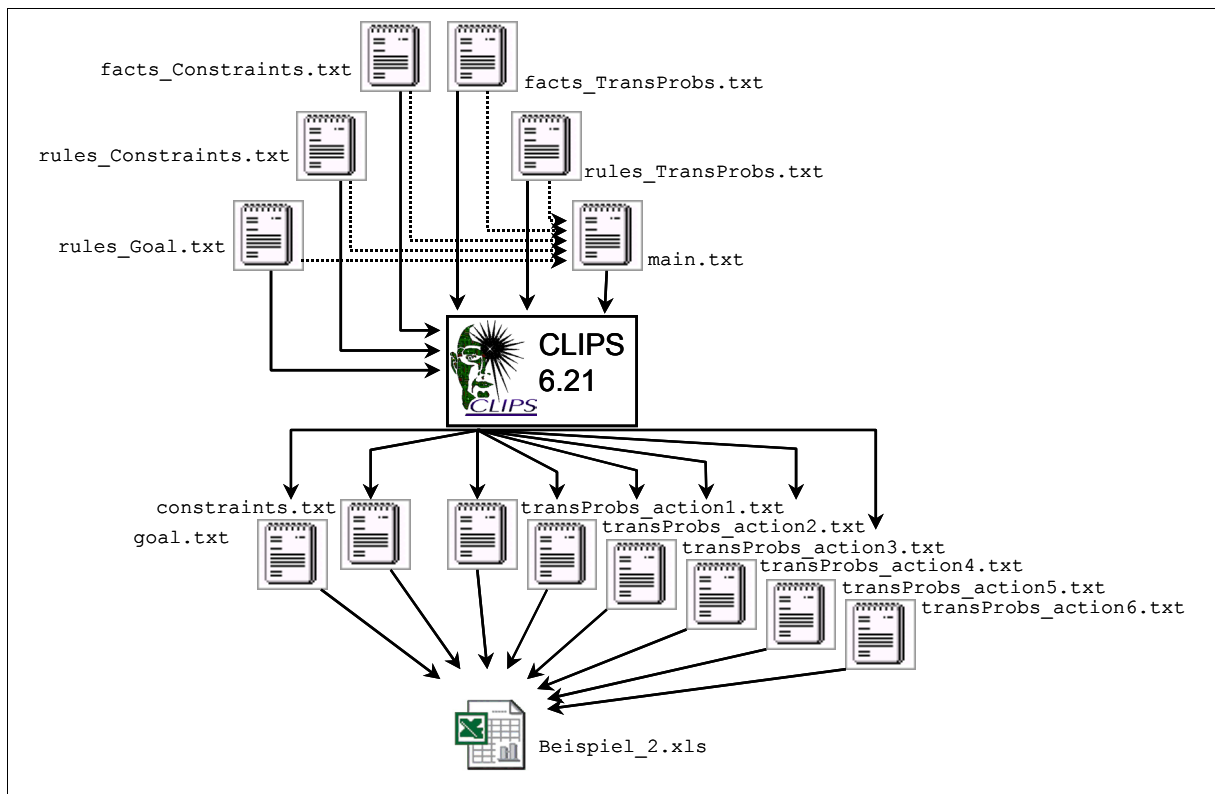 facts_Constraints.txt
facts_TransProbs.txt
rules_Constraints.txt
rules_TransProbs.txt
rules_Goal.txt
main.txt
CLIPS
6.21
CLIPS
constraints.txt
transProbs_action1.txt
goal.txt
transProbs_action2.txt
transProbs_action3.txt
transProbs_action4.txt
transProbs_action5.txt
transProbs_action6.txt
Beispiel_2.xls